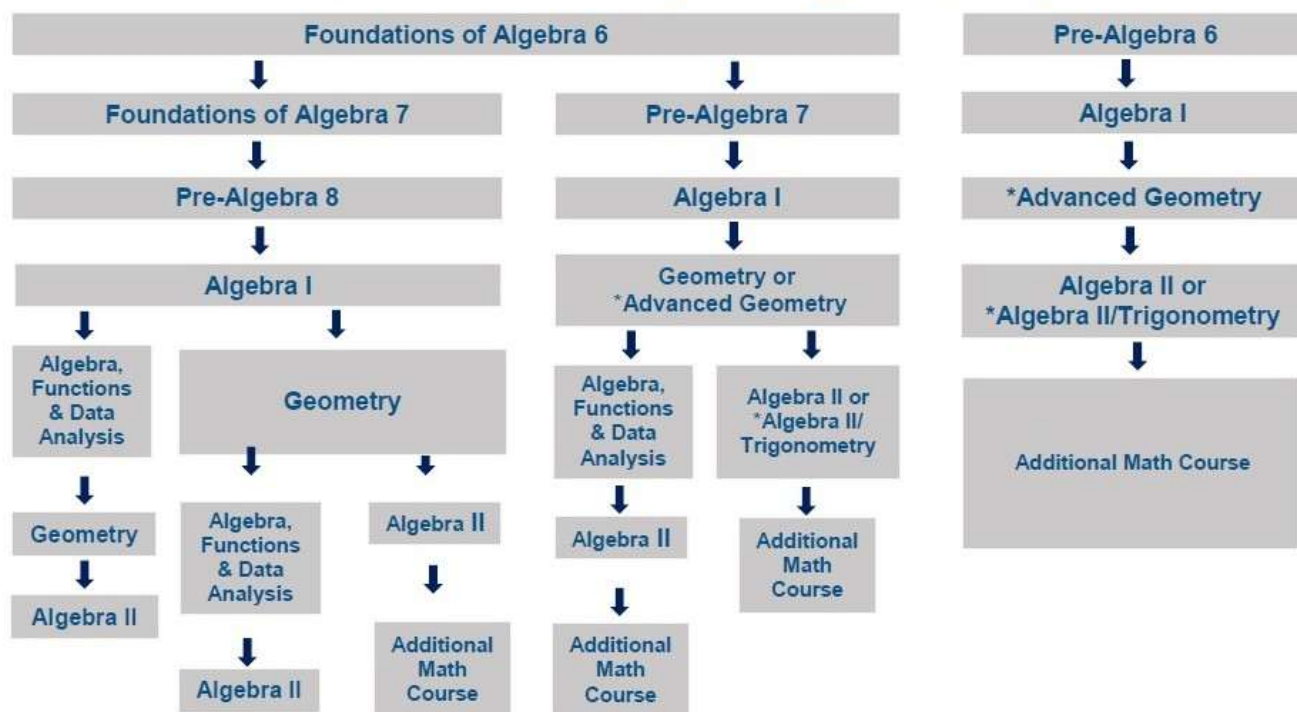 Foundations of Algebra 6
Foundations of Algebra 7
Pre-Algebra 8
Algebra I
Algebra,
Functions
& Data
Analysis
Geometry
Algebra II
Geometry
Algebra,
Functions
& Data
Analysis
Algebra II
Algebra II
Additional
Math
Course
Pre-Algebra 7
Algebra I
Geometry or
*Advanced Geometry
Algebra,
Functions
& Data
Analysis
Algebra II
Additional
Math
Course
Algebra II or
*Algebra II/
Trigonometry
Additional
Math
Course
Pre-Algebra 6
Algebra I
*Advanced Geometry
Algebra II or
*Algebra II/Trigonometry
Additional Math Course